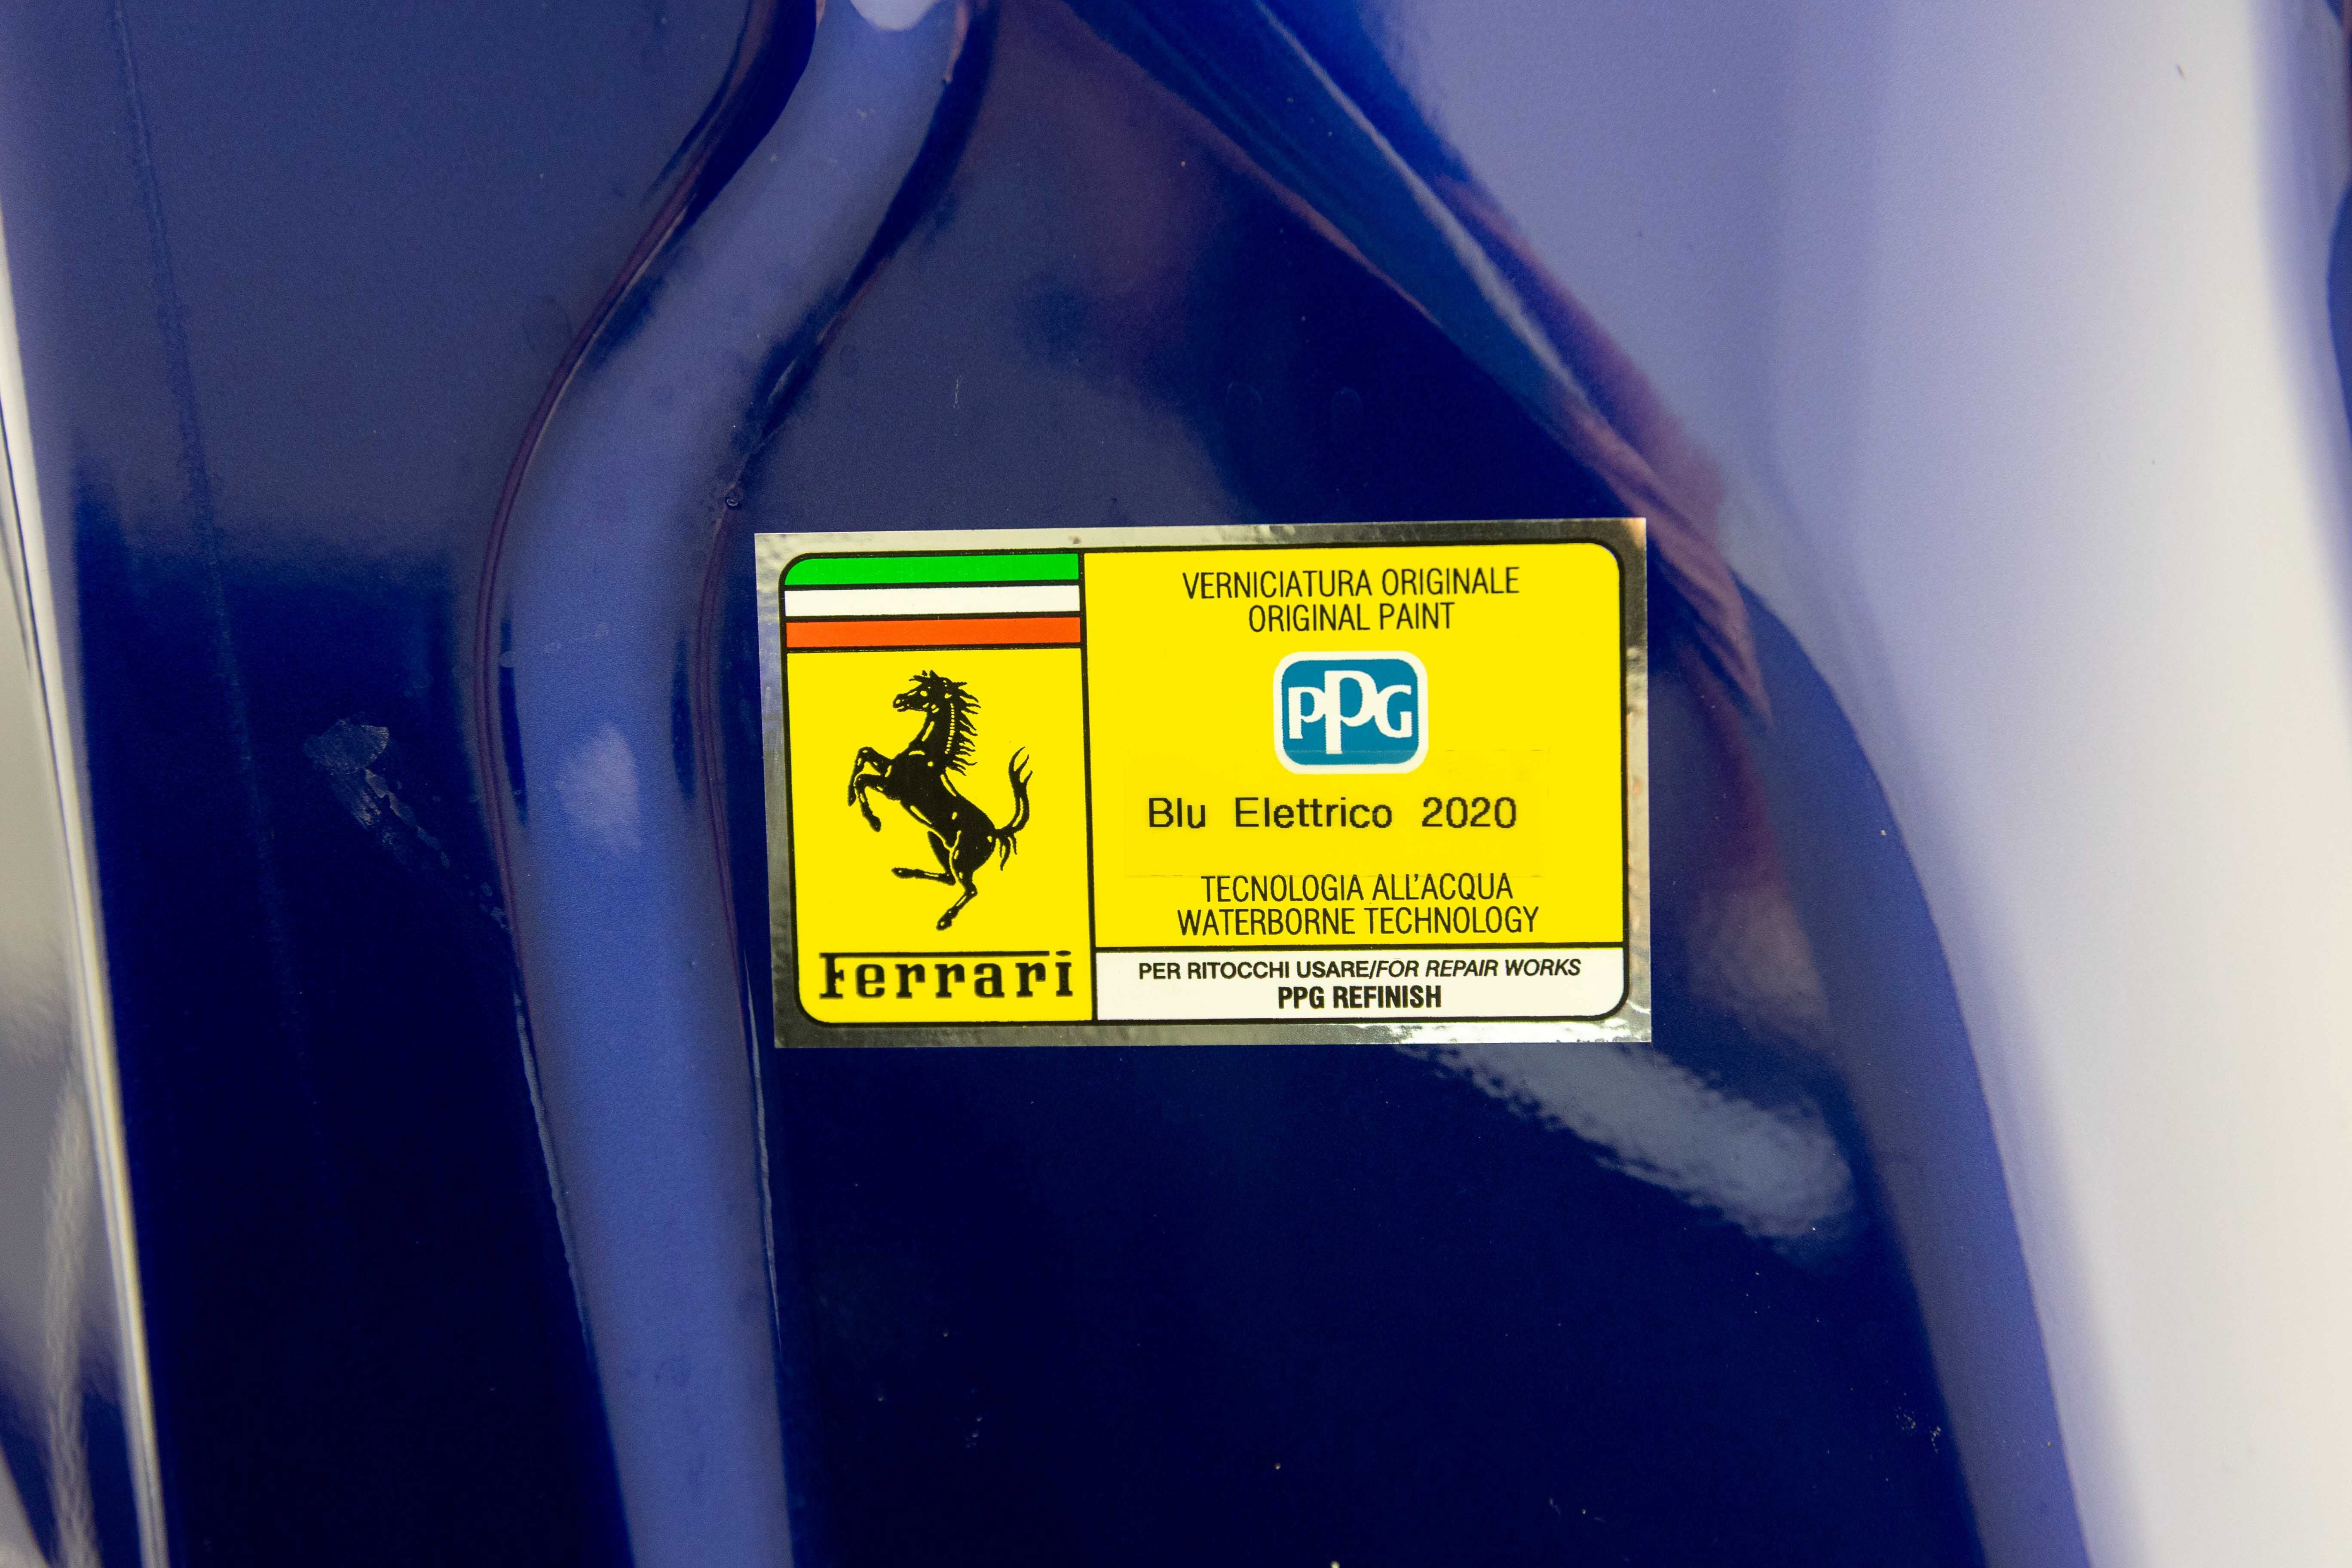 VERNICIATURA ORIGINALE
ORIGINAL PAINT
PPG
Blu Elettrico 2020
TECNOLOGIA ALL'ACQUA
WATERBORNE TECHNOLOGY
Ferrari
PER RITOCCHI USARE/FOR REPAIR WORKS
PPG REFINISH